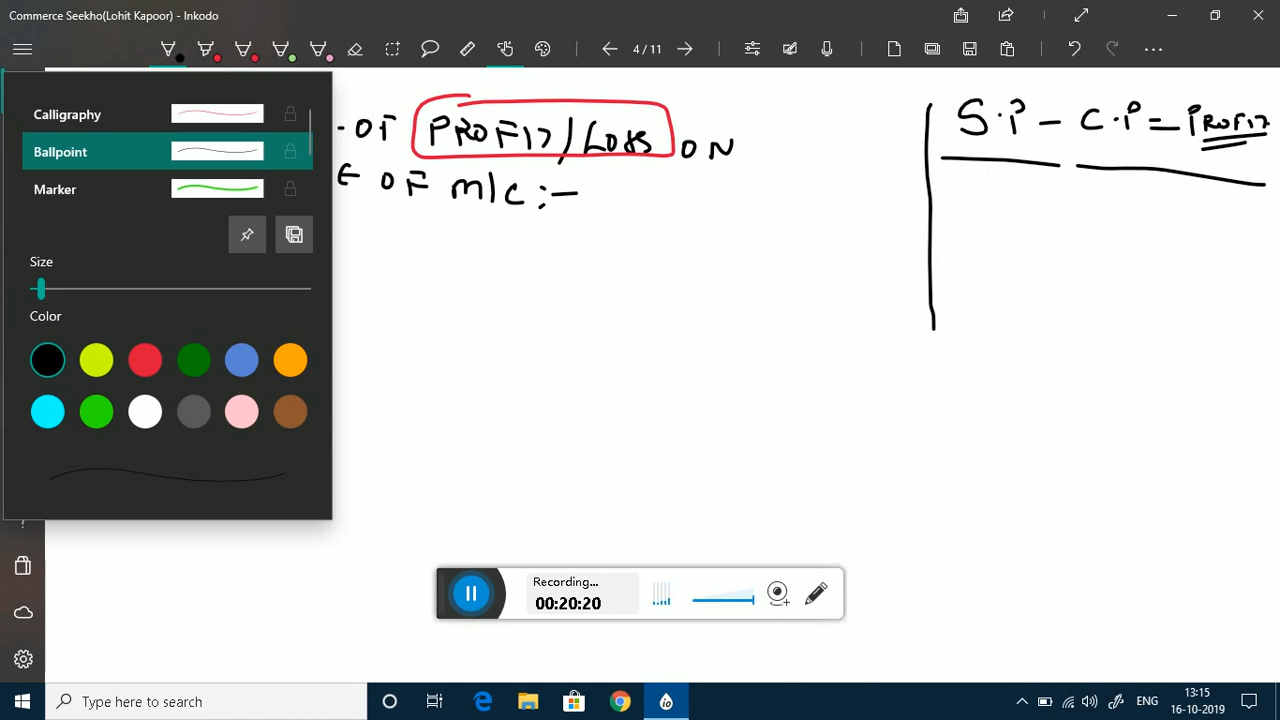 Commerce Seekho(Lohit Kapoor) - Inkodo
4/11
Calligraphy
Ballpoint
Marker
Size
Color
. OF PROFIT/LOSS ON
E OF M/C :-
S.P - C.P = PROFIT
Recording...
00:20:20
Type here to search
ENG
13:15
16-10-2019